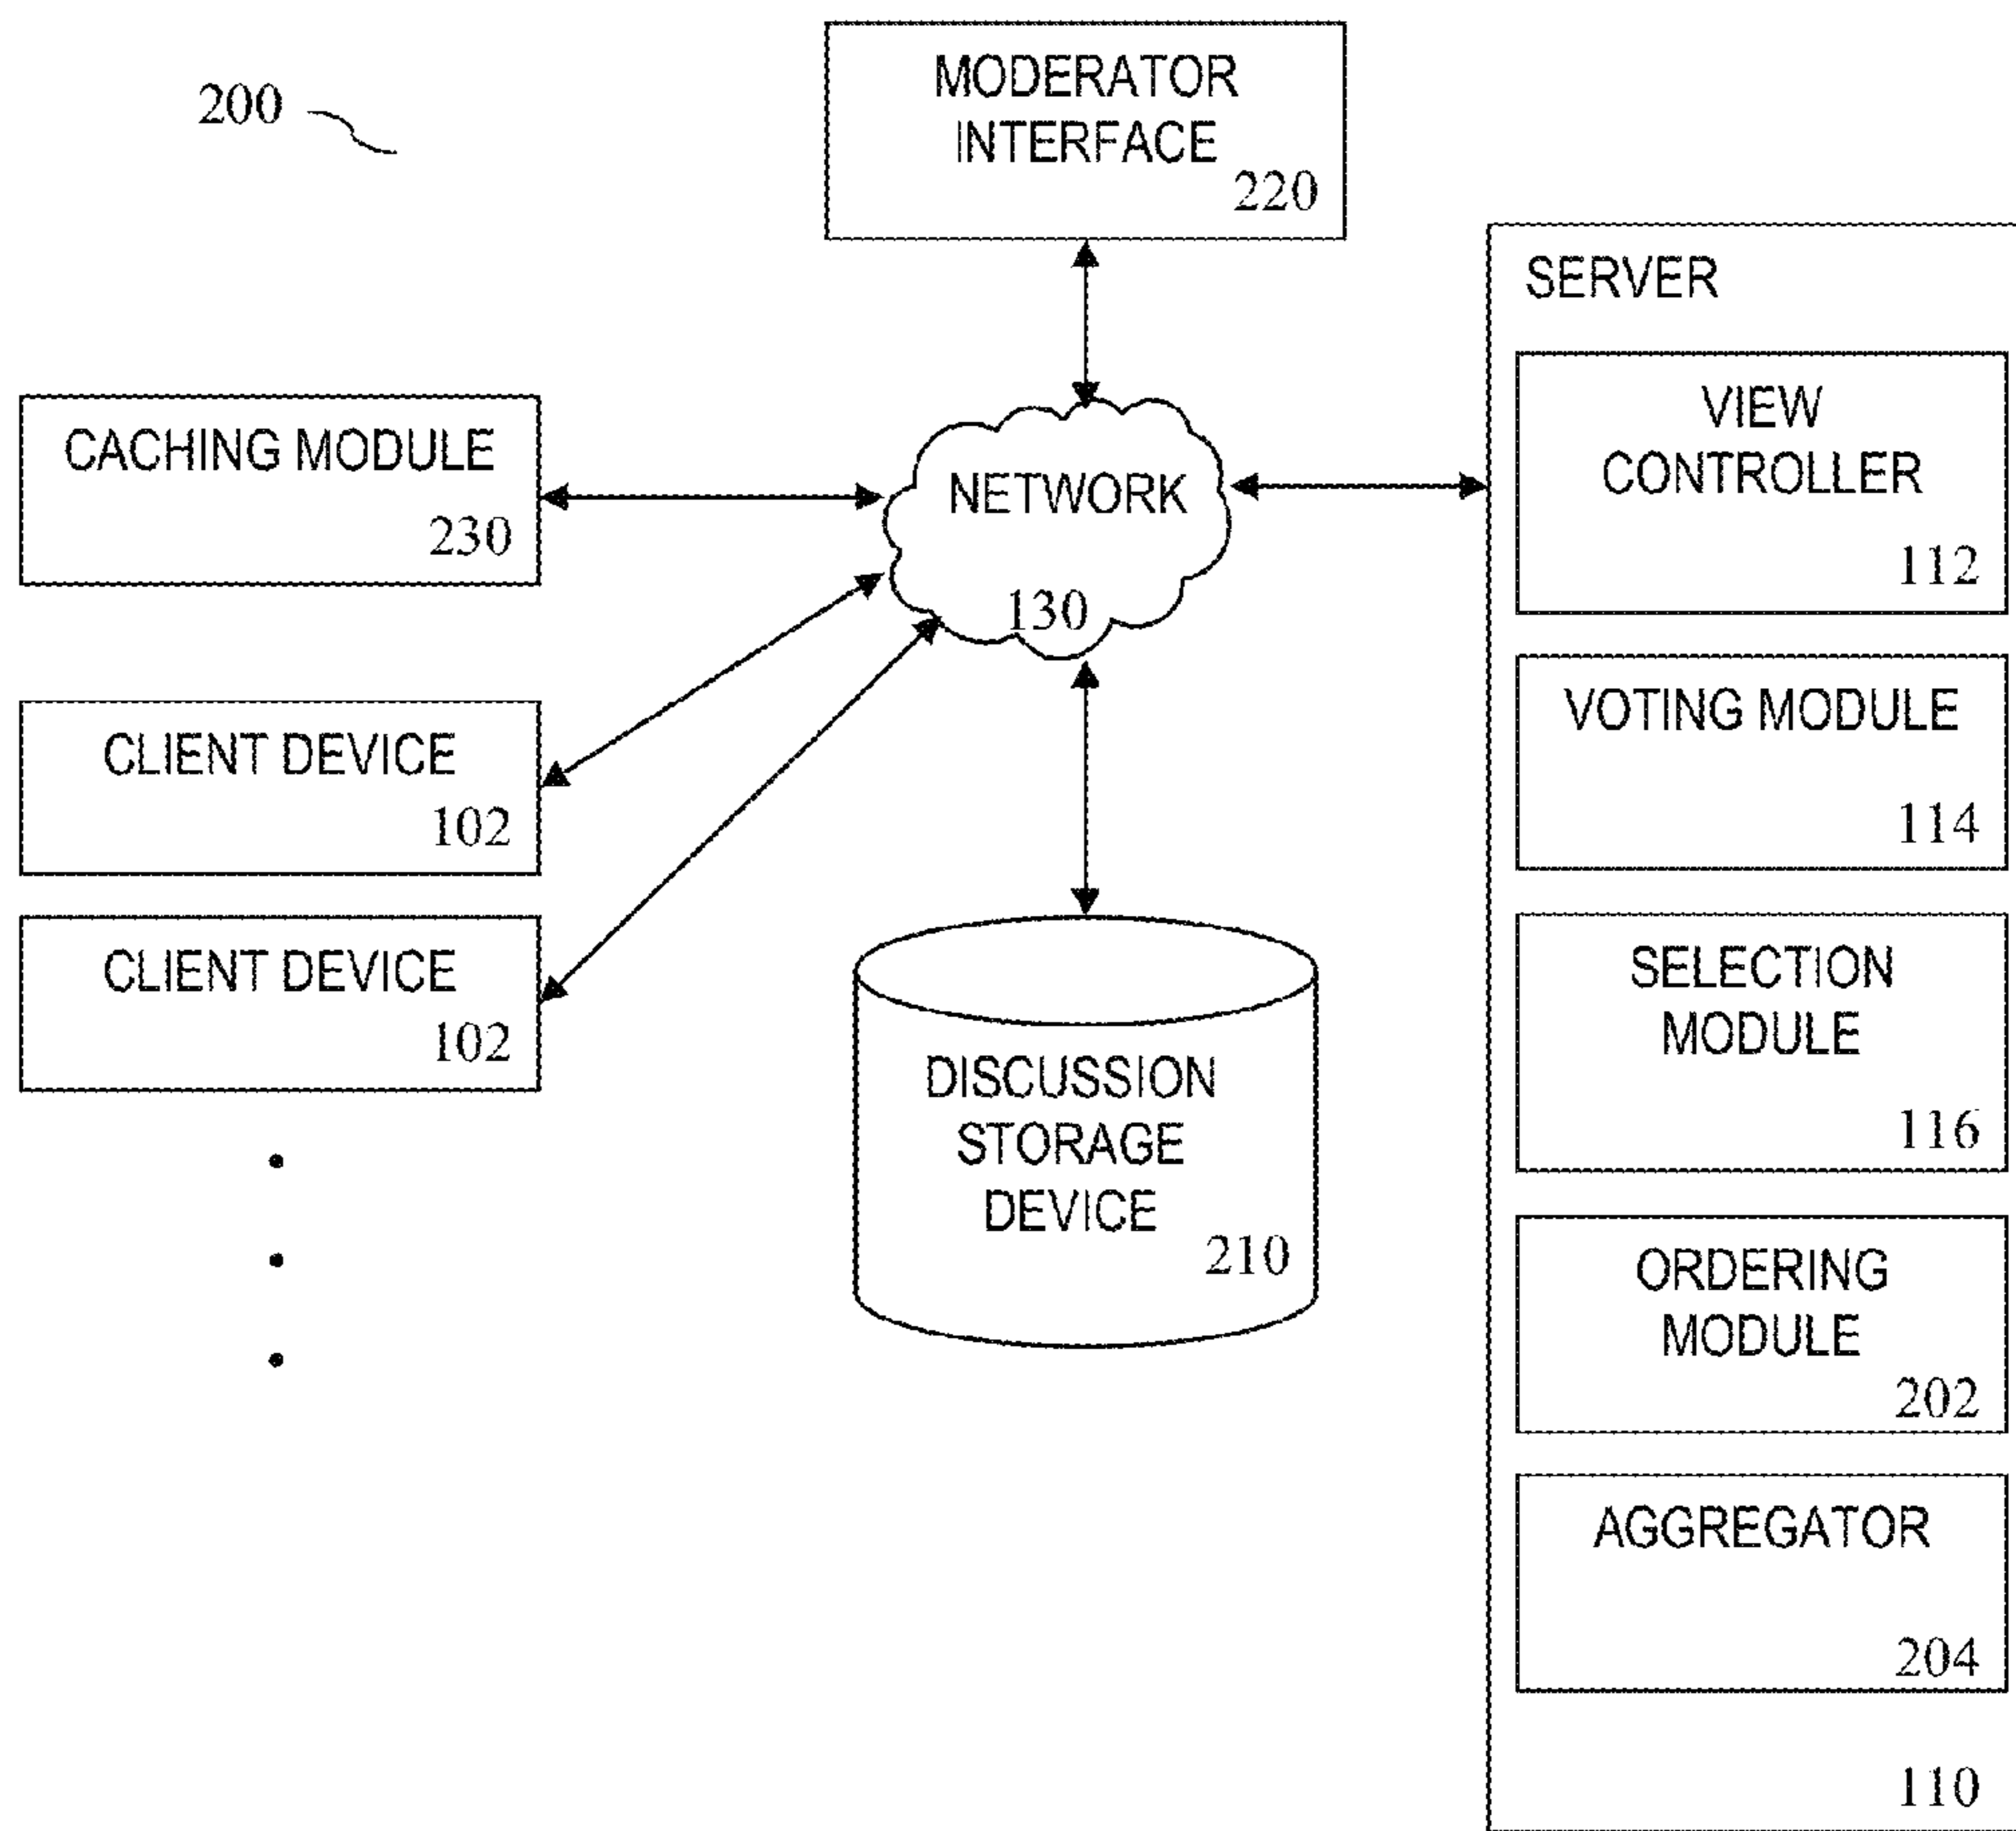 200
MODERATOR
INTERFACE
220
CACHING MODULE
230
CLIENT DEVICE
102
CLIENT DEVICE
102
NETWORK
130
DISCUSSION
STORAGE
DEVICE
210
SERVER
VIEW
CONTROLLER
112
VOTING MODULE
114
SELECTION
MODULE
116
ORDERING
MODULE
202
AGGREGATOR
204
110